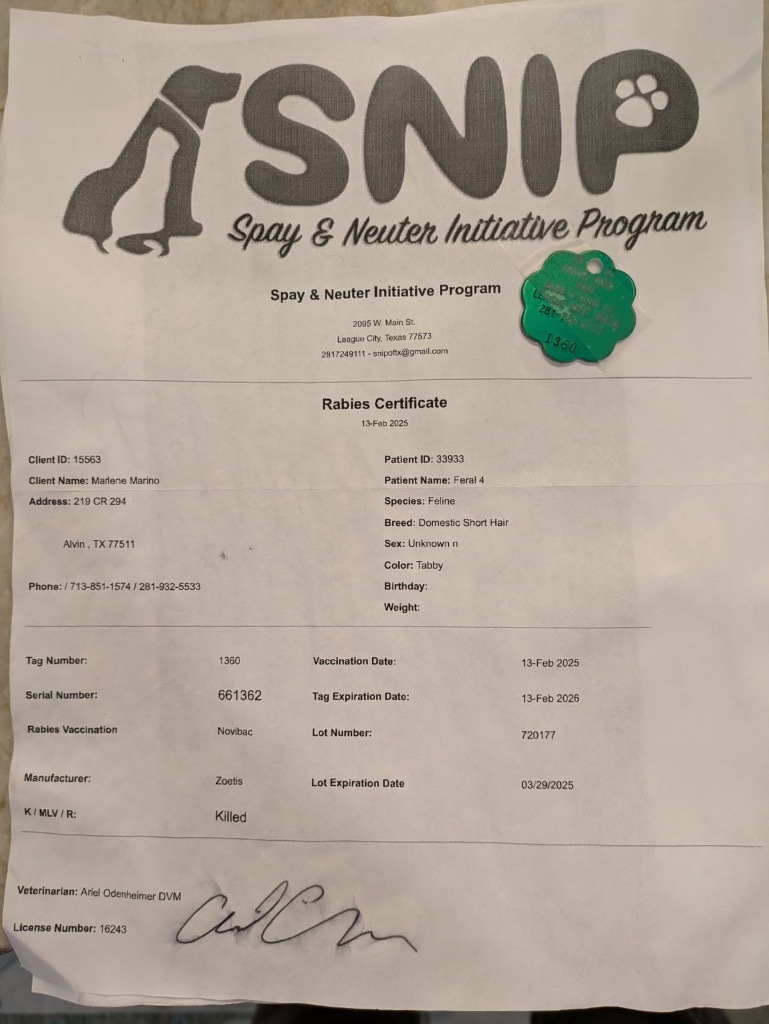 SNIP
Spay & Neuter Initiative Program
Spay & Neuter Initiative Program
2095 W. Main St.
League City, Texas 77573
2817249111 - snipoftx@gmail.com
1360
Rabies Certificate
13-Feb 2025
Client ID: 15563
Client Name: Marlene Marino
Address: 219 CR 294
Alvin , TX 77511
Phone: / 713-851-1574 / 281-932-5533
Patient ID: 33933
Patient Name: Feral 4
Species: Feline
Breed: Domestic Short Hair
Sex: Unknown n
Color: Tabby
Birthday:
Weight:
Tag Number: 1360 Vaccination Date: 13-Feb 2025
Serial Number: 661362 Tag Expiration Date: 13-Feb 2026
Rabies Vaccination Novibac Lot Number: 720177
Manufacturer: Zoetis Lot Expiration Date 03/29/2025
K / MLV / R: Killed
Veterinarian: Ariel Odenheimer DVM
License Number: 16243